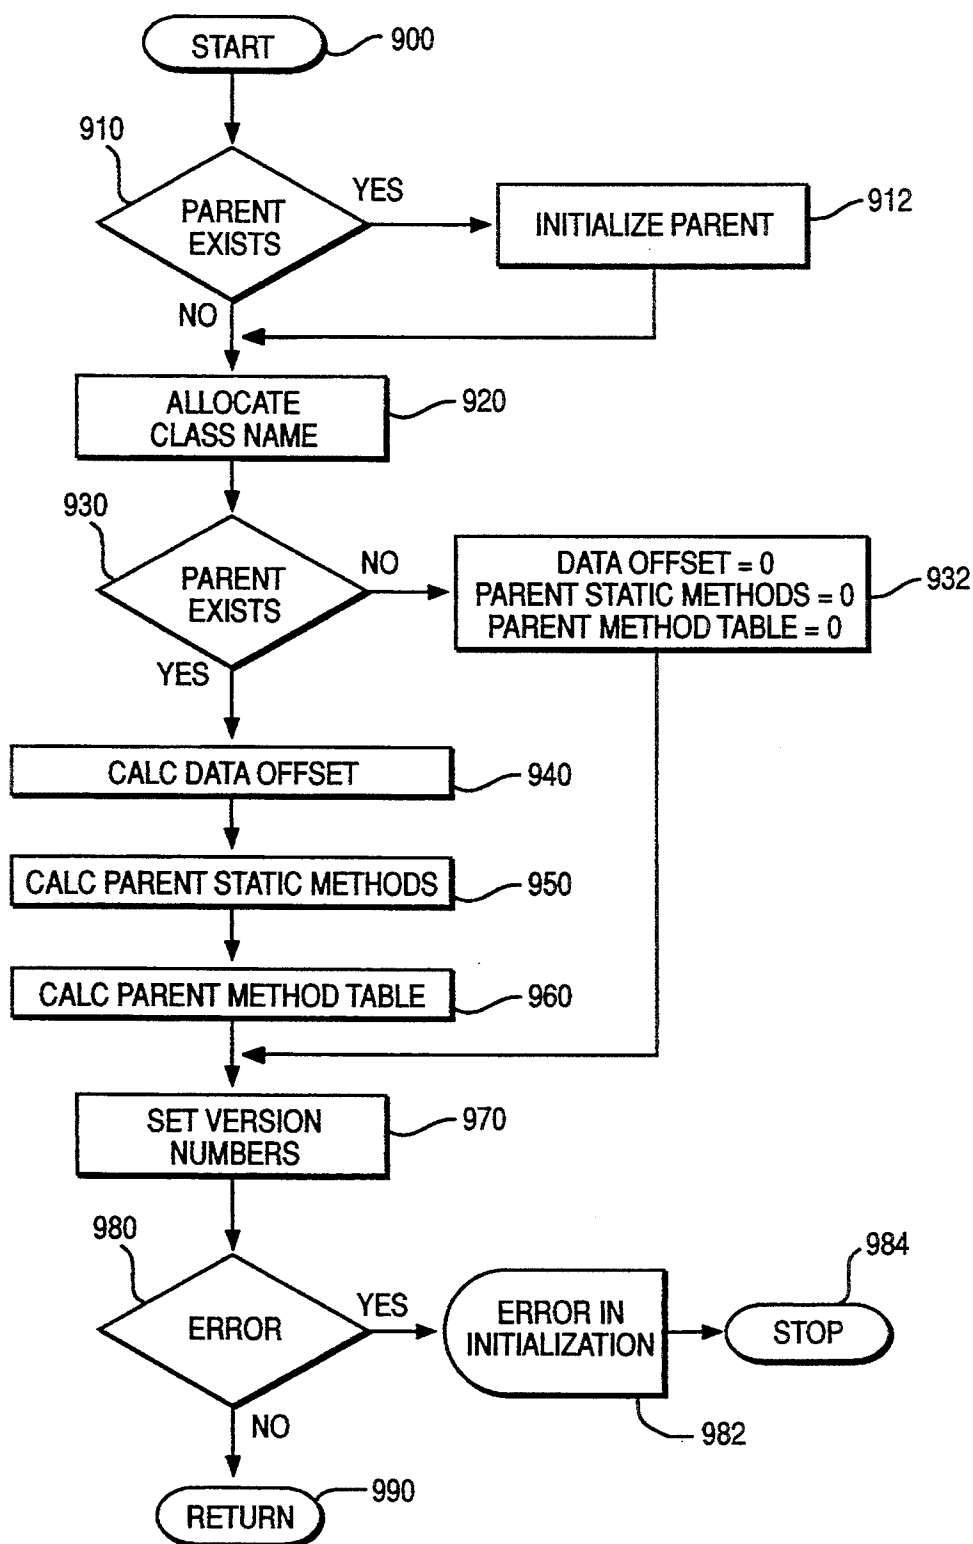 START
900
910
PARENT
EXISTS
YES
INITIALIZE PARENT
912
NO
ALLOCATE
CLASS NAME
920
930
PARENT
EXISTS
NO
DATA OFFSET = 0
PARENT STATIC METHODS = 0
PARENT METHOD TABLE = 0
932
YES
CALC DATA OFFSET
940
CALC PARENT STATIC METHODS
950
CALC PARENT METHOD TABLE
960
SET VERSION
NUMBERS
970
980
ERROR
YES
ERROR IN
INITIALIZATION
982
984
STOP
NO
RETURN
990